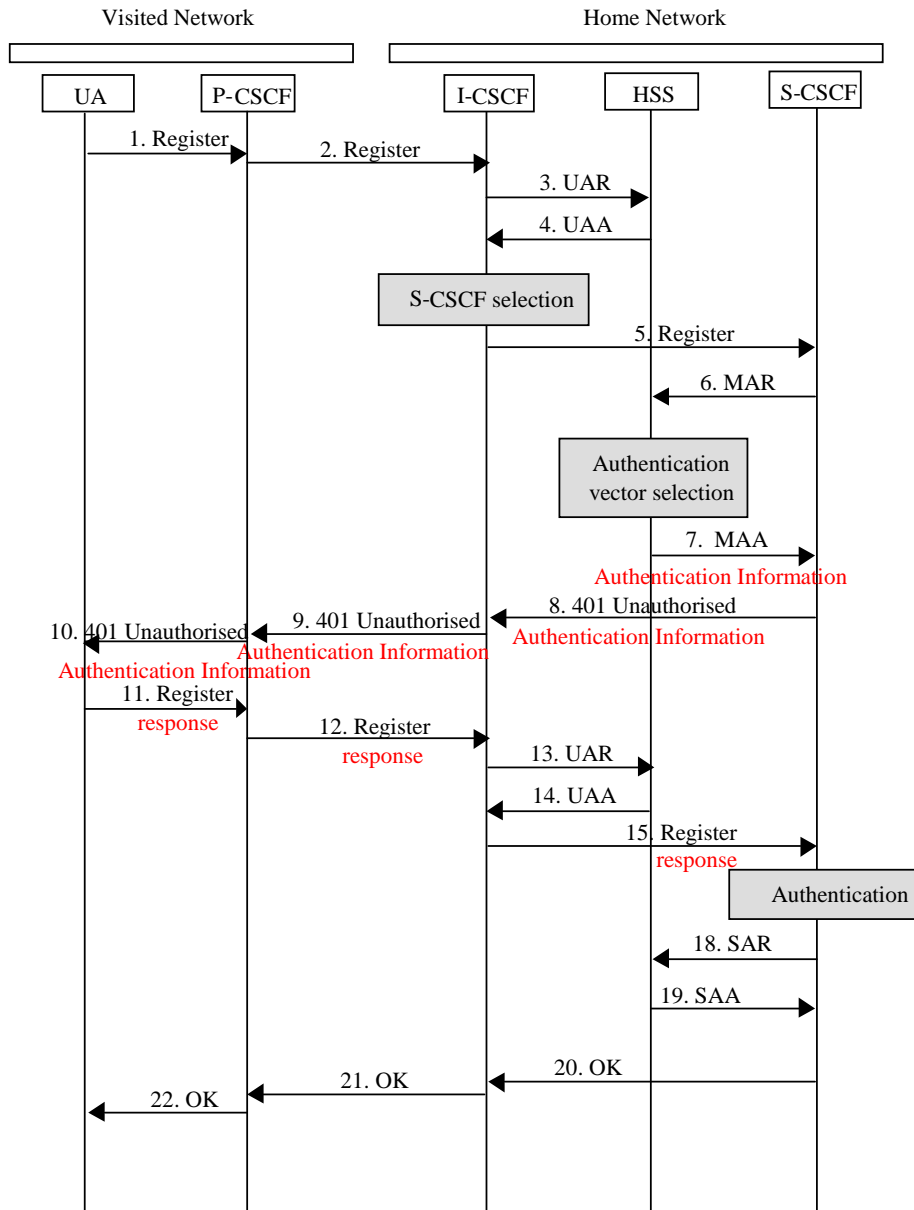 Visited Network
Home Network
UA
P-CSCF
I-CSCF
HSS
S-CSCF
1. Register
2. Register
3. UAR
4. UAA
S-CSCF selection
5. Register
6. MAR
Authentication
vector selection
7. MAA
Authentication Information
8. 401 Unauthorised
Authentication Information
9. 401 Unauthorised
Authentication Information
10. 401 Unauthorised
Authentication Information
11. Register
response
12. Register
response
13. UAR
14. UAA
15. Register
response
Authentication
18. SAR
19. SAA
20. OK
21. OK
22. OK